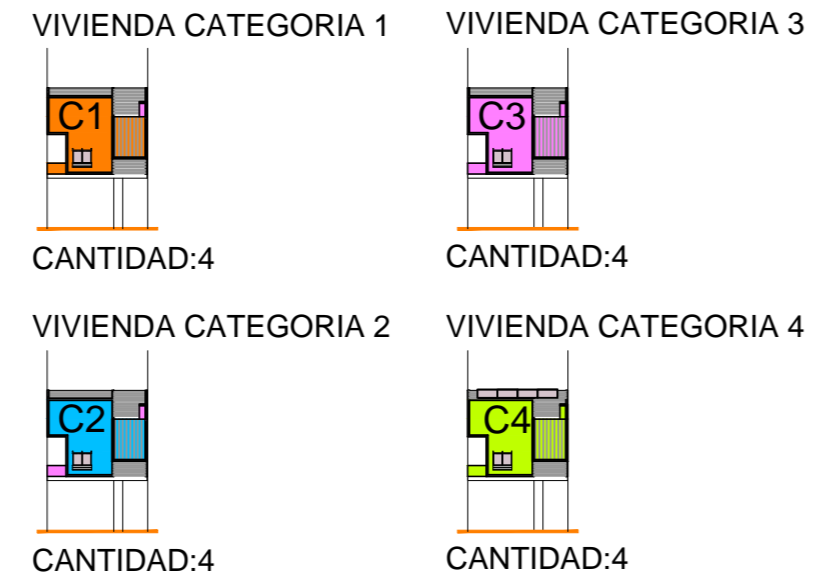 VIVIENDA CATEGORIA 1
C1
CANTIDAD:4
VIVIENDA CATEGORIA 3
C3
CANTIDAD:4
VIVIENDA CATEGORIA 2
C2
CANTIDAD:4
VIVIENDA CATEGORIA 4
C4
CANTIDAD:4